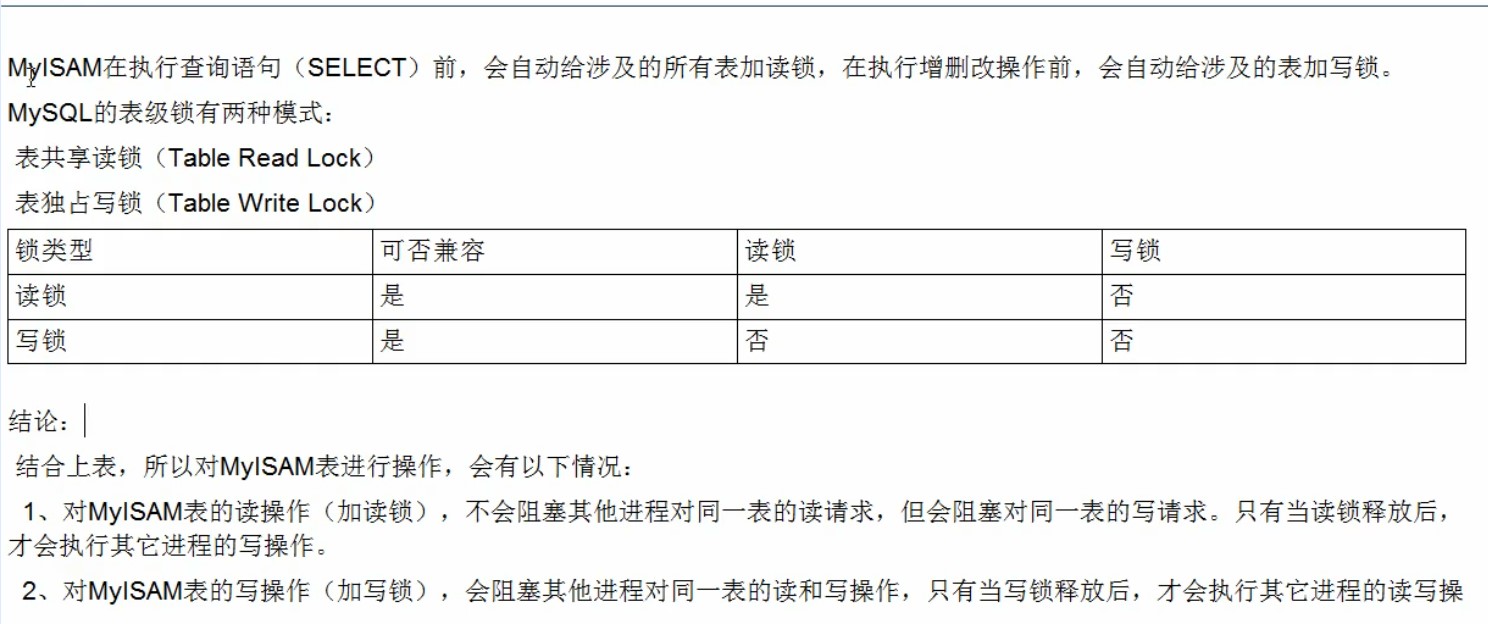 MyISAM在执行查询语句（SELECT）前，会自动给涉及的所有表加读锁，在执行增删改操作前，会自动给涉及的表加写锁。
MySQL的表级锁有两种模式：
表共享读锁（Table Read Lock）
表独占写锁（Table Write Lock）
锁类型 可否兼容 读锁 写锁
读锁 是 是 否
写锁 是 否 否
结论：
结合上表，所以对MyISAM表进行操作，会有以下情况：
1、对MyISAM表的读操作（加读锁），不会阻塞其他进程对同一表的读请求，但会阻塞对同一表的写请求。只有当读锁释放后，
才会执行其它进程的写操作。
2、对MyISAM表的写操作（加写锁），会阻塞其他进程对同一表的读和写操作，只有当写锁释放后，才会执行其它进程的读写操